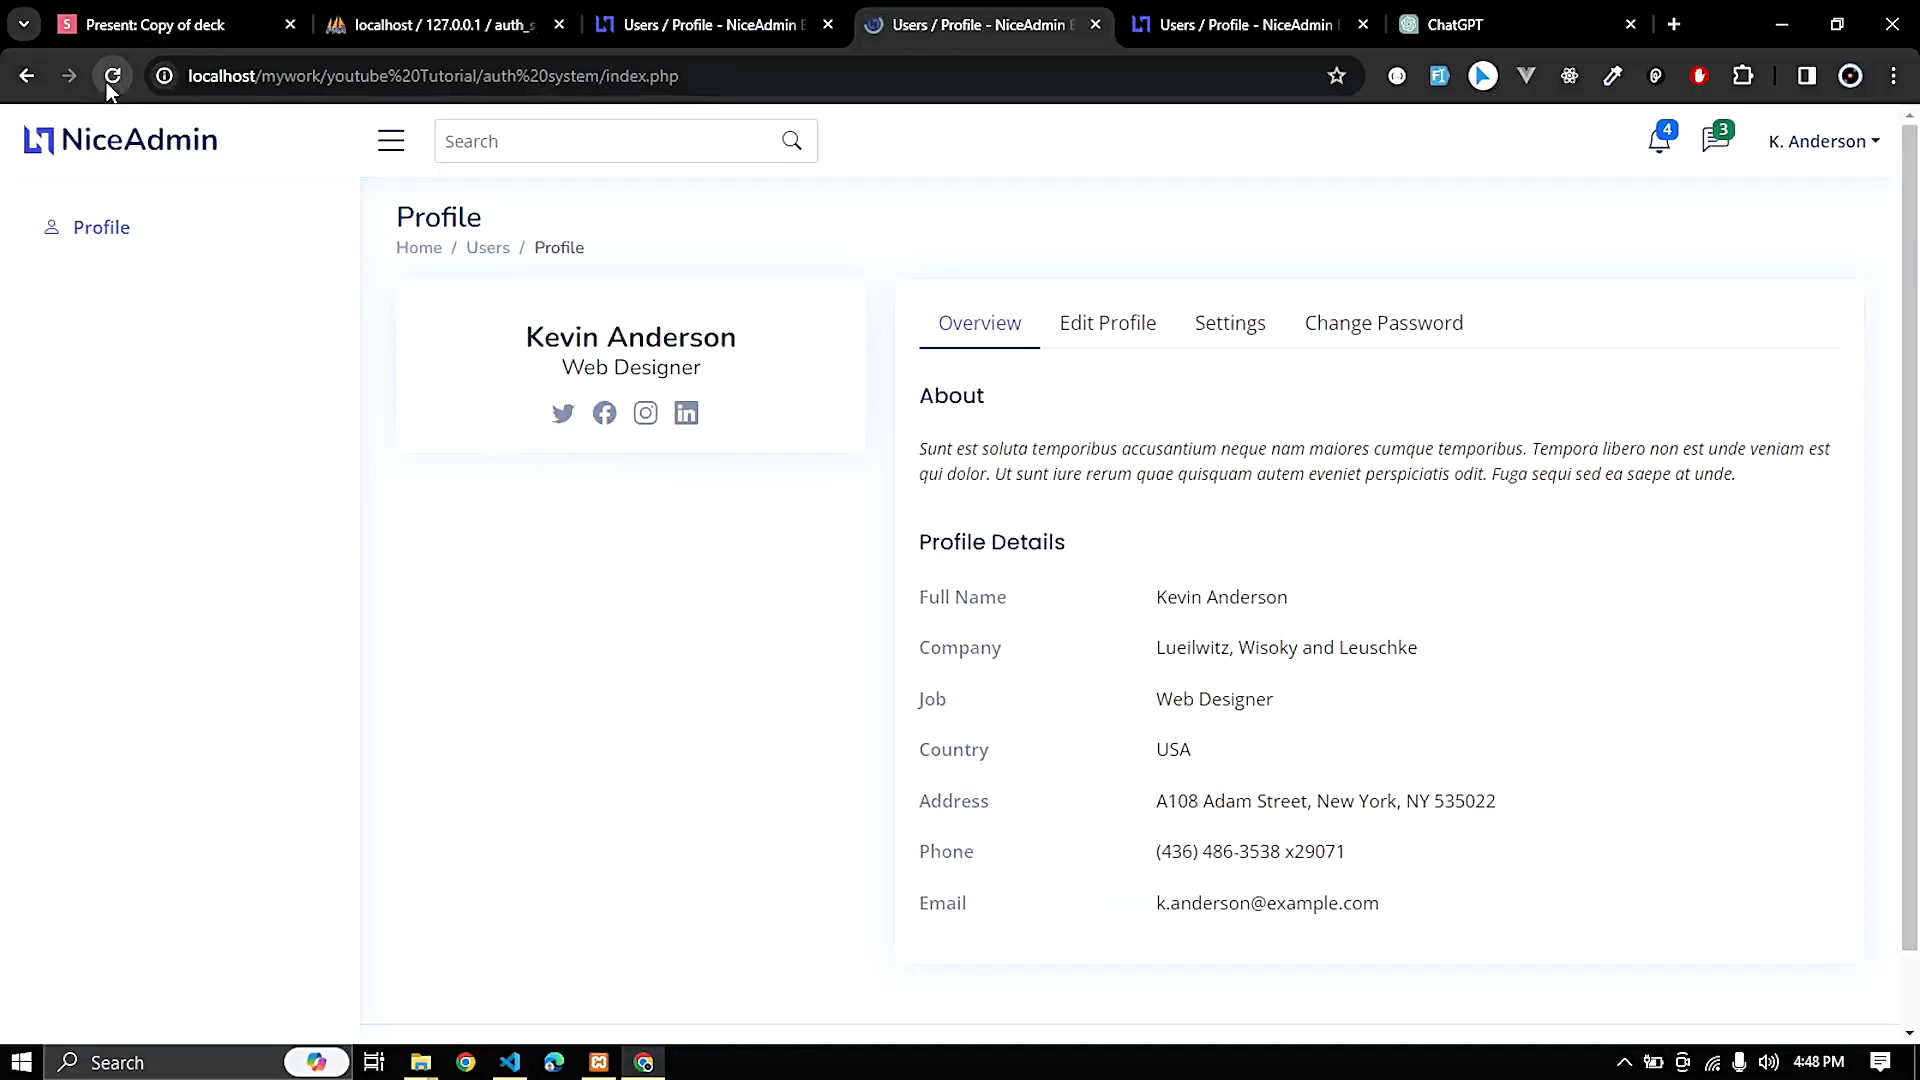 Present: Copy of deck
localhost / 127.0.0.1 / auth_s
Users / Profile - NiceAdmin B
Users / Profile - NiceAdmin B
Users / Profile - NiceAdmin
ChatGPT
localhost/mywork/youtube%20Tutorial/auth%20system/index.php
NiceAdmin
Search
4
3
K. Anderson
Profile
Profile
Home / Users / Profile
Kevin Anderson
Web Designer
Overview
Edit Profile
Settings
Change Password
About
Sunt est soluta temporibus accusantium neque nam maiores cumque temporibus. Tempora libero non est unde veniam est
qui dolor. Ut sunt iure rerum quae quisquam autem eveniet perspiciatis odit. Fuga sequi sed ea saepe at unde.
Profile Details
Full Name Kevin Anderson
Company Lueilwitz, Wisoky and Leuschke
Job Web Designer
Country USA
Address A108 Adam Street, New York, NY 535022
Phone (436) 486-3538 x29071
Email k.anderson@example.com
Search
4:48 PM